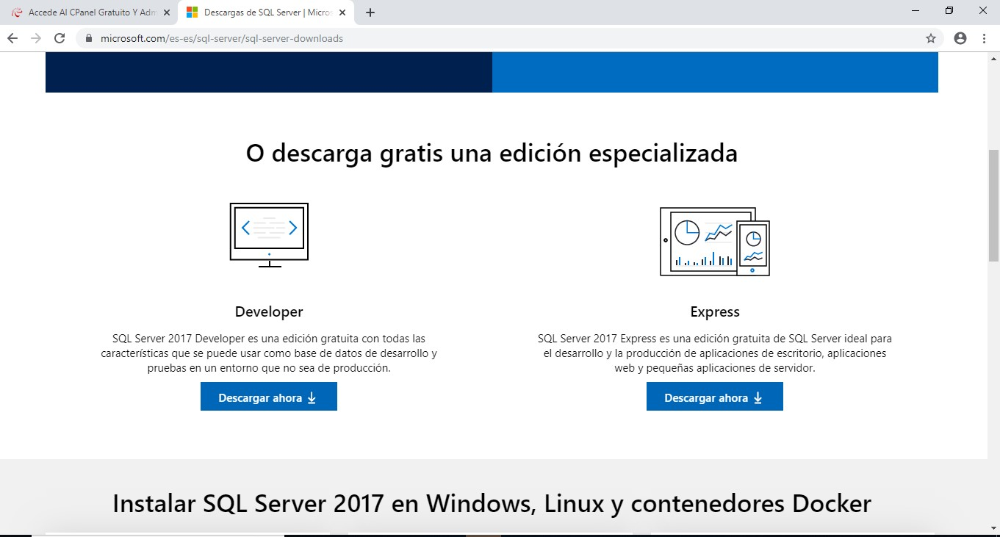 Accede Al CPanel Gratuito Y Adm
Descargas de SQL Server | Micros
microsoft.com/es-es/sql-server/sql-server-downloads
O descarga gratis una edición especializada
Developer
SQL Server 2017 Developer es una edición gratuita con todas las
características que se puede usar como base de datos de desarrollo y
pruebas en un entorno que no sea de producción.
Descargar ahora
Express
SQL Server 2017 Express es una edición gratuita de SQL Server ideal para
el desarrollo y la producción de aplicaciones de escritorio, aplicaciones
web y pequeñas aplicaciones de servidor.
Descargar ahora
Instalar SQL Server 2017 en Windows, Linux y contenedores Docker